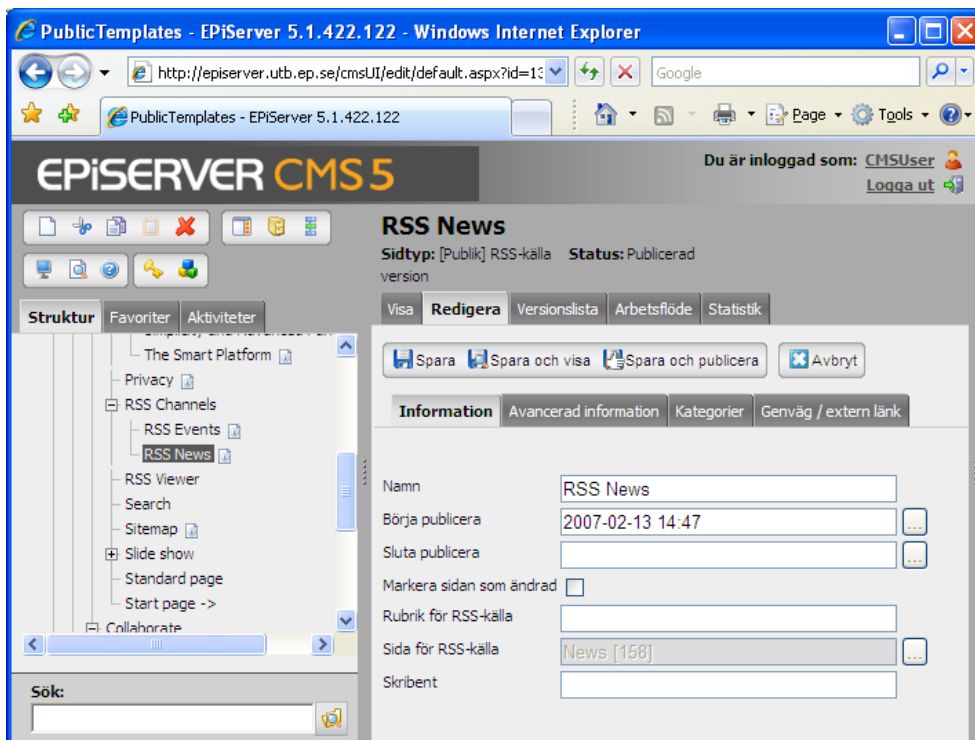 PublicTemplates - EPiServer 5.1.422.122 - Windows Internet Explorer
http://episerver.utb.ep.se/cmsUI/edit/default.aspx?id=13
Google
PublicTemplates - EPiServer 5.1.422.122
Page
Tools
EPiSERVER CMS 5
Du är inloggad som: CMSUser
Logga ut
RSS News
Sidtyp: [Publik] RSS-källa Status: Publicerad
version
Struktur Favoriter Aktiviteter
The Smart Platform
Privacy
RSS Channels
RSS Events
RSS News
RSS Viewer
Search
Sitemap
Slide show
Standard page
Start page ->
Collaborate
Sök:
Visa Redigera Versionslista Arbetsflöde Statistik
Spara Spara och visa Spara och publicera Avbryt
Information Avancerad information Kategorier Genväg / extern länk
Namn RSS News
Börja publicera 2007-02-13 14:47
...
Sluta publicera
...
Markera sidan som ändrad
Rubrik för RSS-källa
Sida för RSS-källa News [158]
...
Skribent